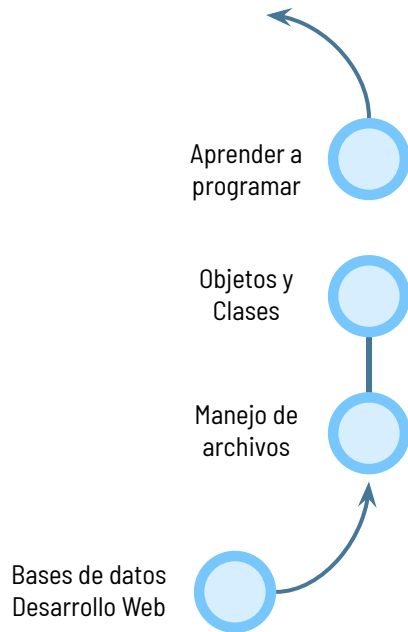 Aprender a
programar
Objetos y
Clases
Manejo de
archivos
Bases de datos
Desarrollo Web